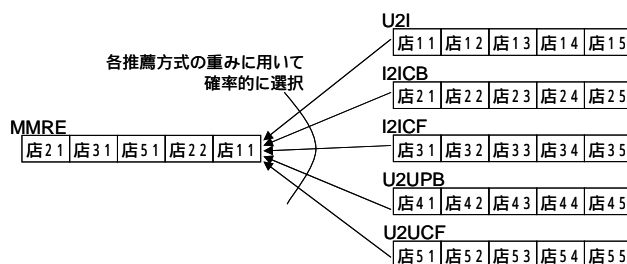 U2I
店11 店12 店13 店14 店15
各推薦方式の重みに用いて
確率的に選択
I2ICB
店21 店22 店23 店24 店25
MMRE
店21 店31 店51 店22 店11
I2ICF
店31 店32 店33 店34 店35
U2UPB
店41 店42 店43 店44 店45
U2UCF
店51 店52 店53 店54 店55